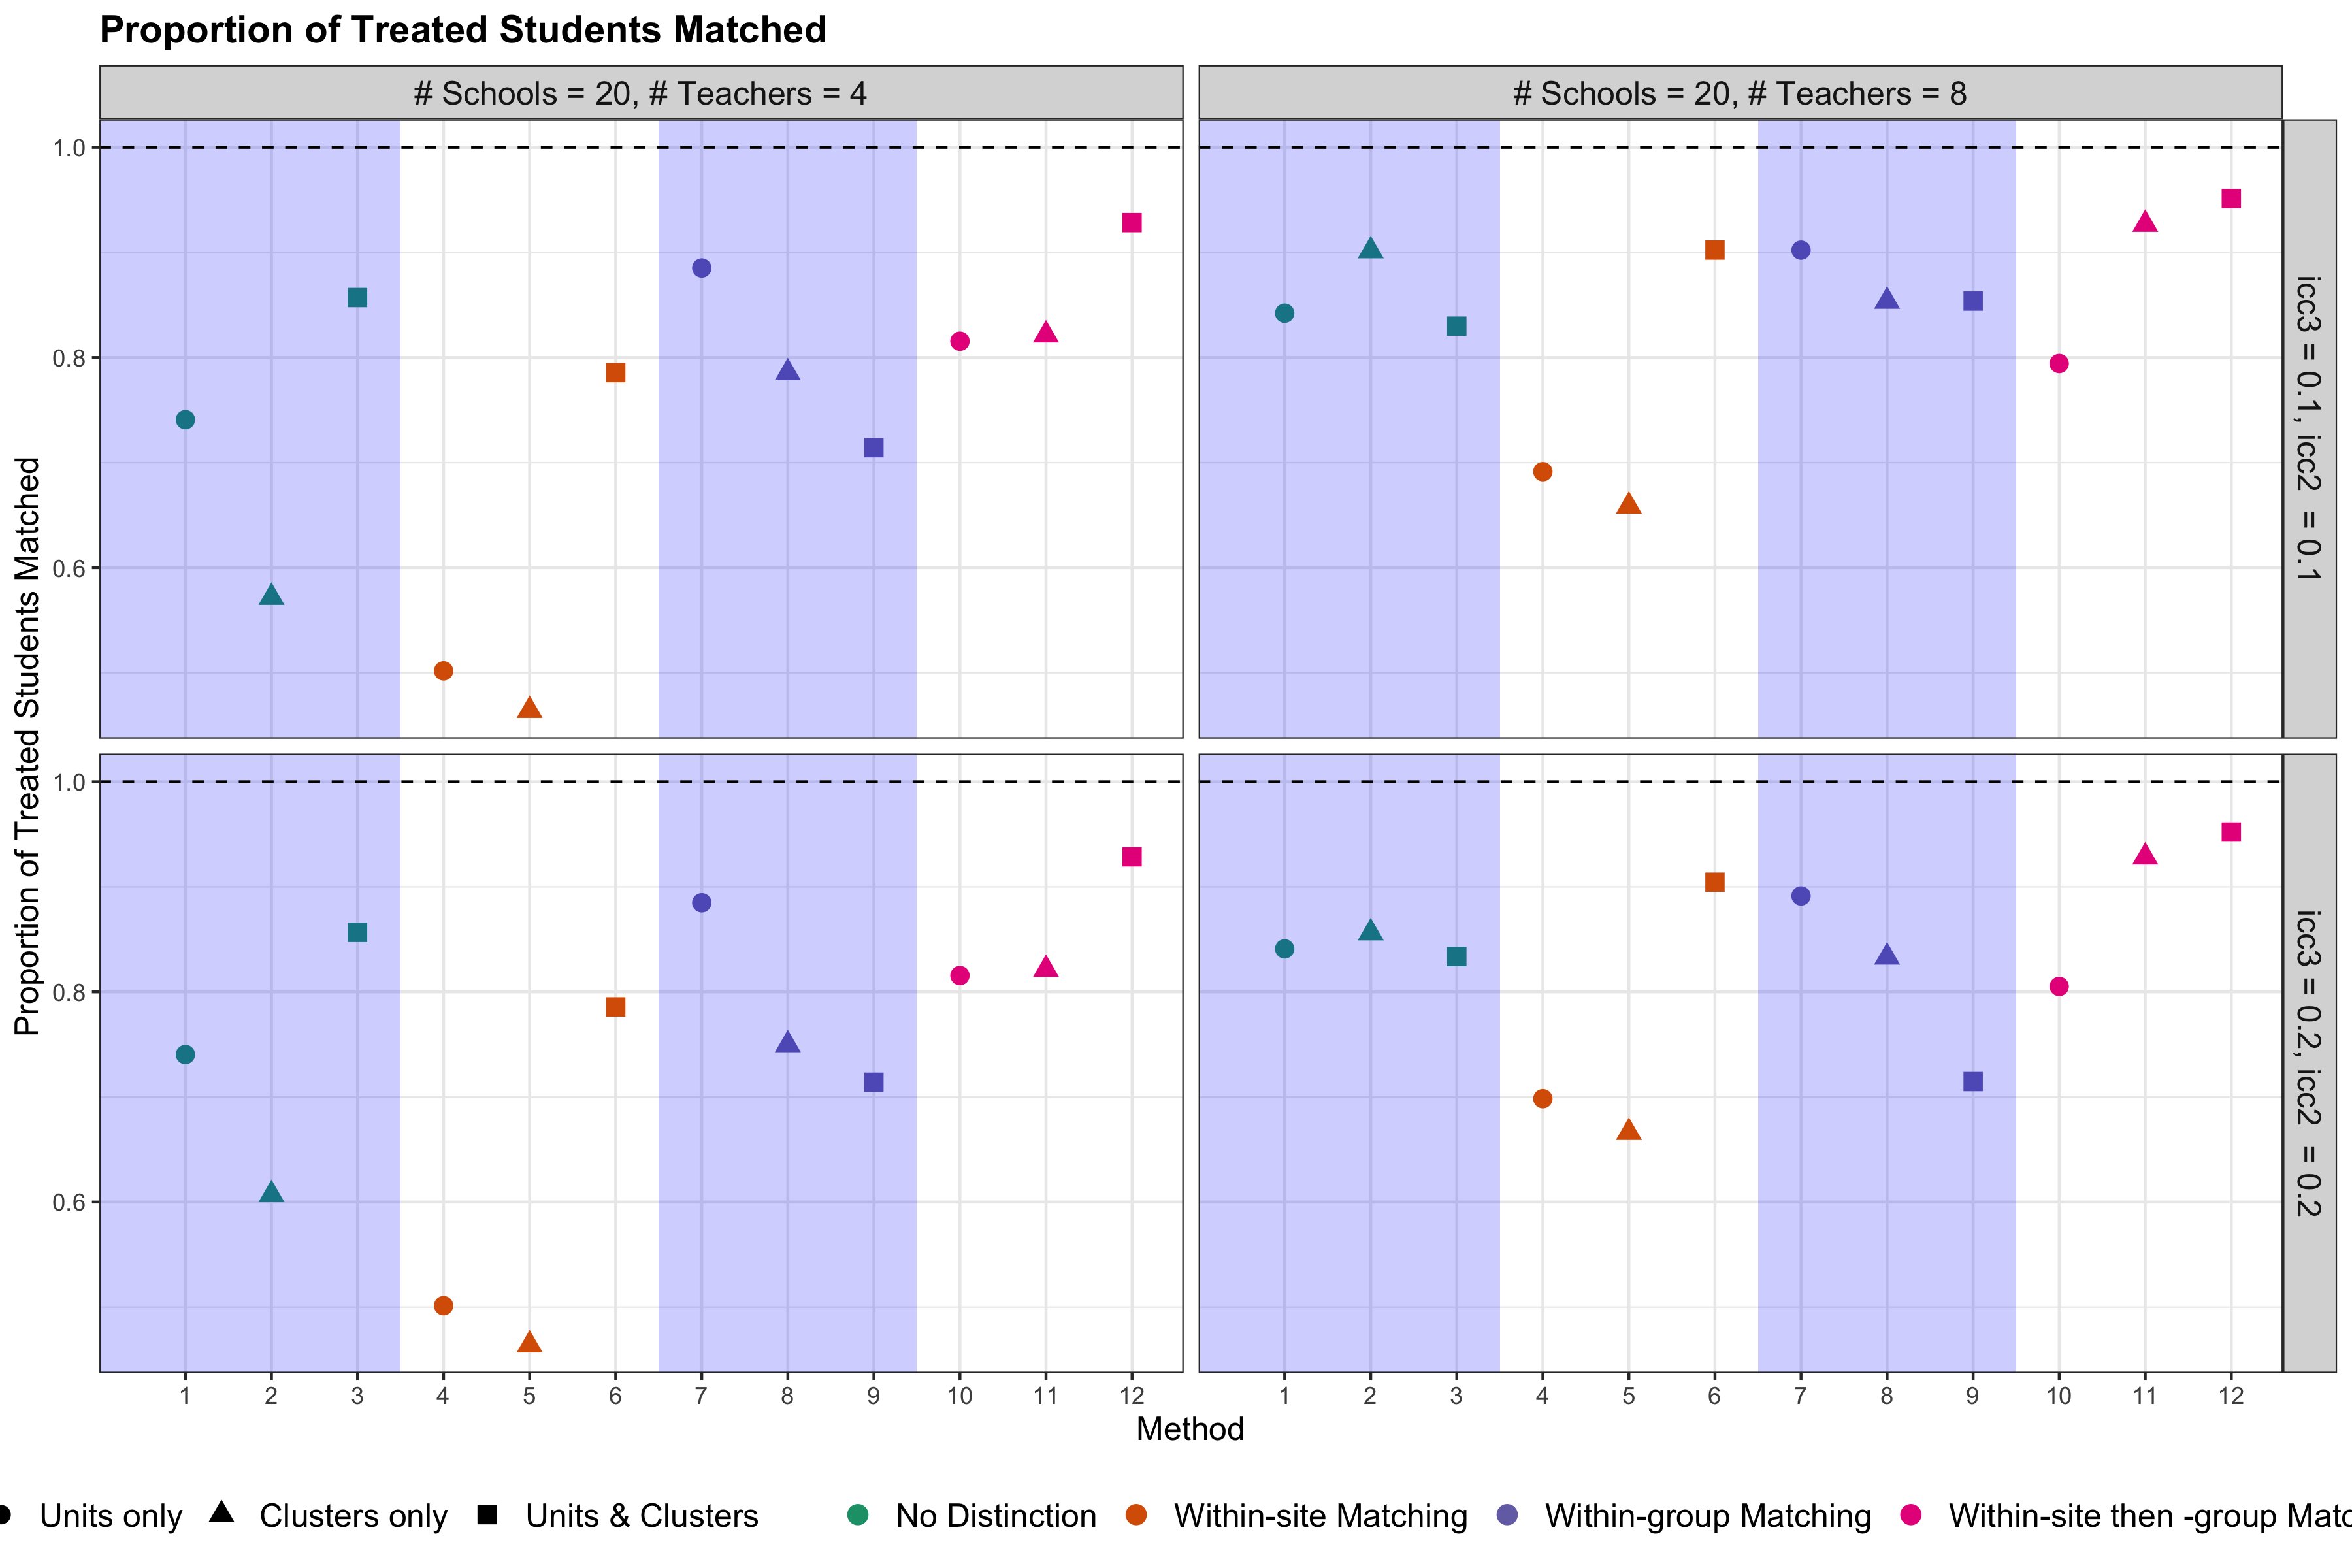 Proportion of Treated Students Matched
# Schools = 20, # Teachers = 4
# Schools = 20, # Teachers = 8
Proportion of Treated Students Matched
1.0
0.8
0.6
icc3 = 0.1, icc2 = 0.1
1.0
0.8
0.6
icc3 = 0.2, icc2 = 0.2
1 2 3 4 5 6 7 8 9 10 11 12
1 2 3 4 5 6 7 8 9 10 11 12
Method
Units only Clusters only Units & Clusters No Distinction Within-site Matching Within-group Matching Within-site then -group